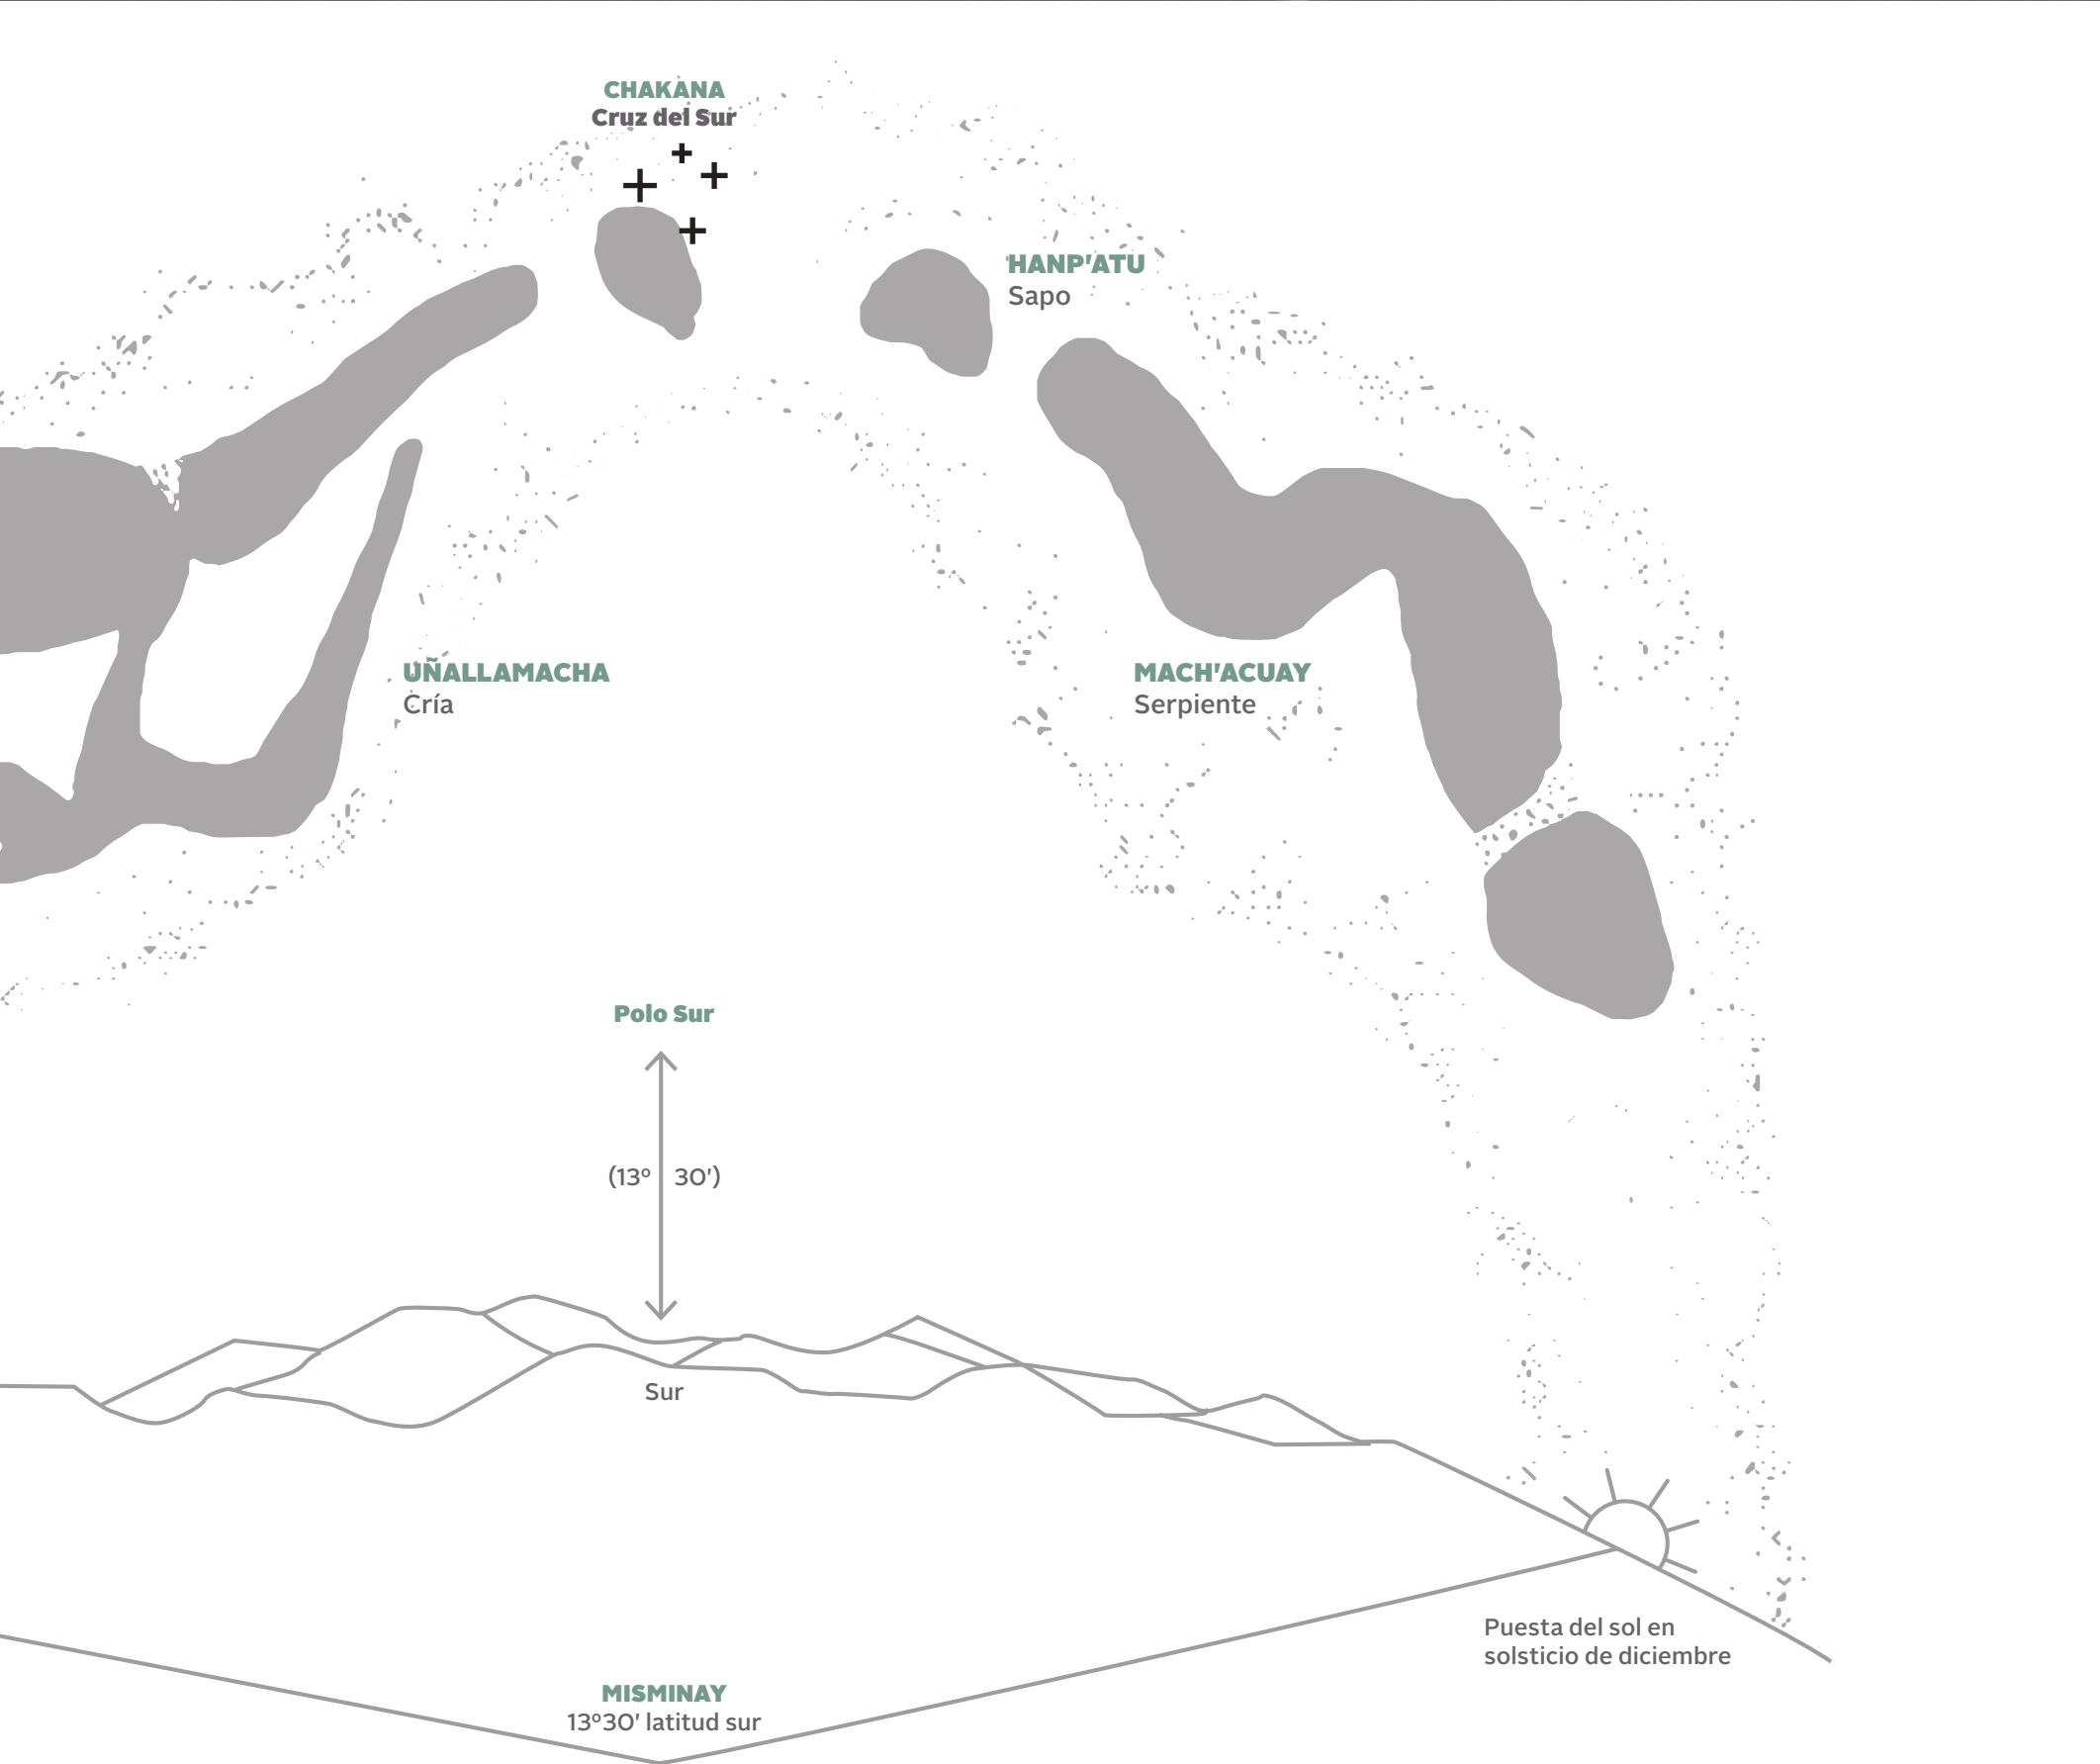 CHAKANA
Cruz del Sur
HANP'ATU
Sapo
UÑALLAMACHA
Cría
MACH'ACUAY
Serpiente
Polo Sur
(13º 30')
Sur
Puesta del sol en
solsticio de diciembre
MISMINAY
13º30' latitud sur